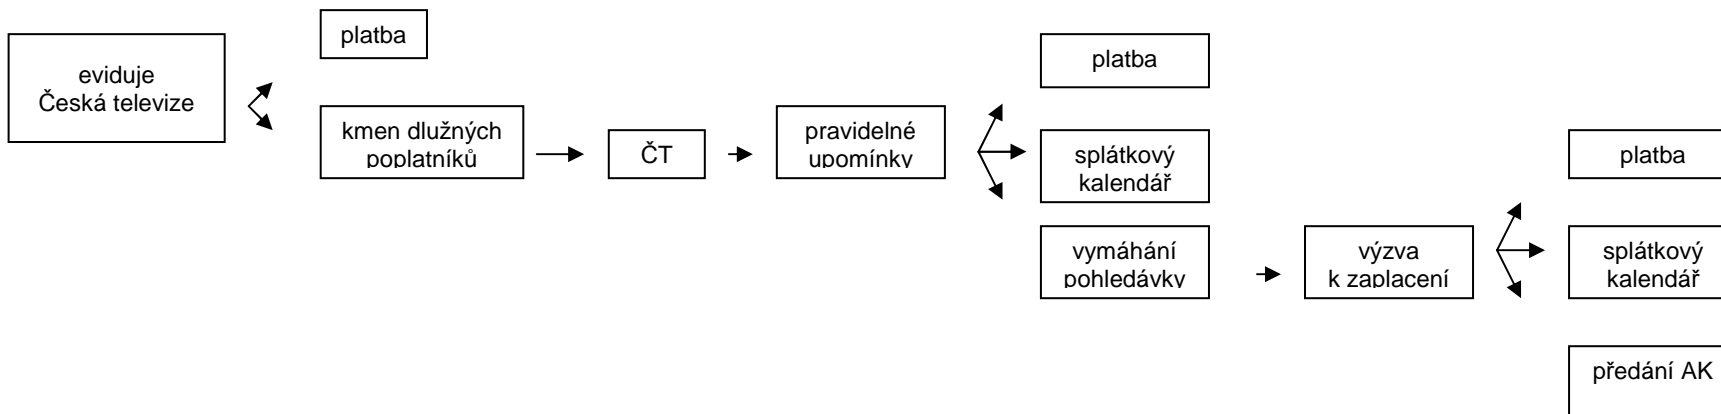 eviduje
Česká televize
platba
kmen dlužných
poplatníků
ČT
pravidelné
upomínky
platba
splátkový
kalendář
vymáhání
pohledávky
výzva
k zaplacení
platba
splátkový
kalendář
předání AK